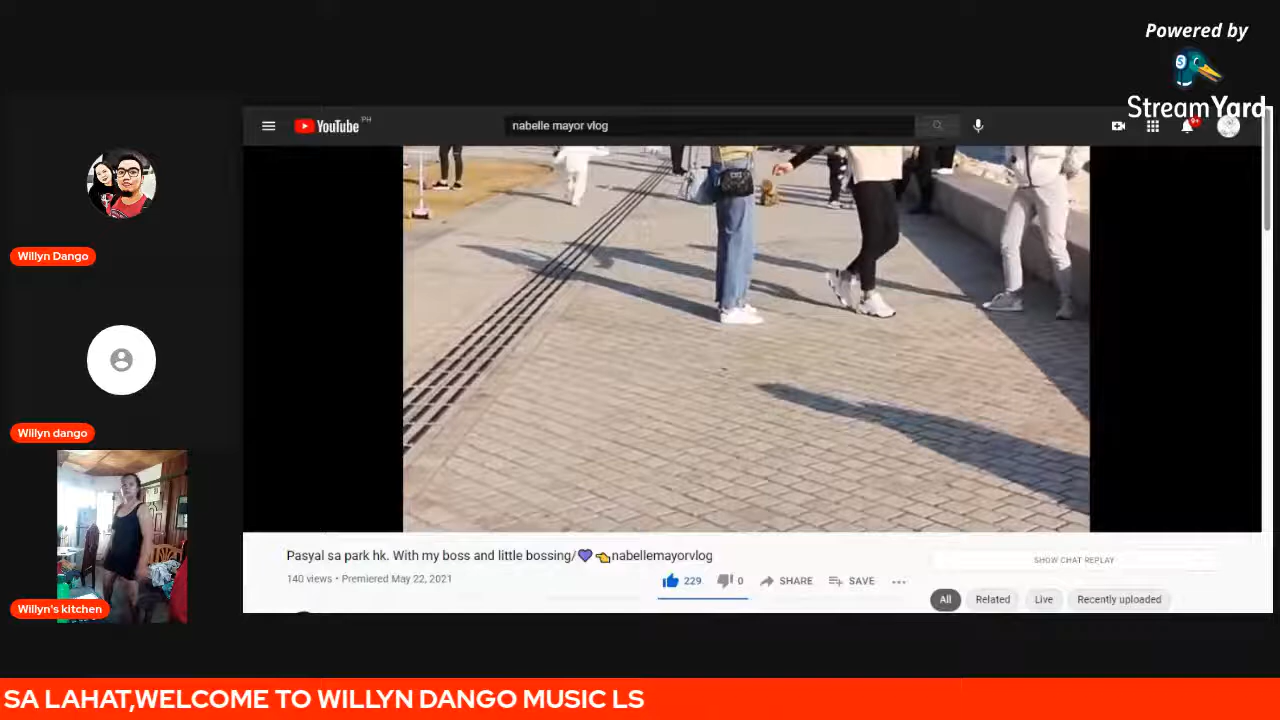 Powered by
StreamYard
YouTube PH
nabelle mayor vlog
9+
Willyn Dango
Willyn dango
Willyn's kitchen
Pasyal sa park hk. With my boss and little bossing/💜👈nabellemayorvlog
140 views • Premiered May 22, 2021
229
0
SHARE
SAVE
SHOW CHAT REPLAY
All
Related
Live
Recently uploaded
SA LAHAT,WELCOME TO WILLYN DANGO MUSIC LS